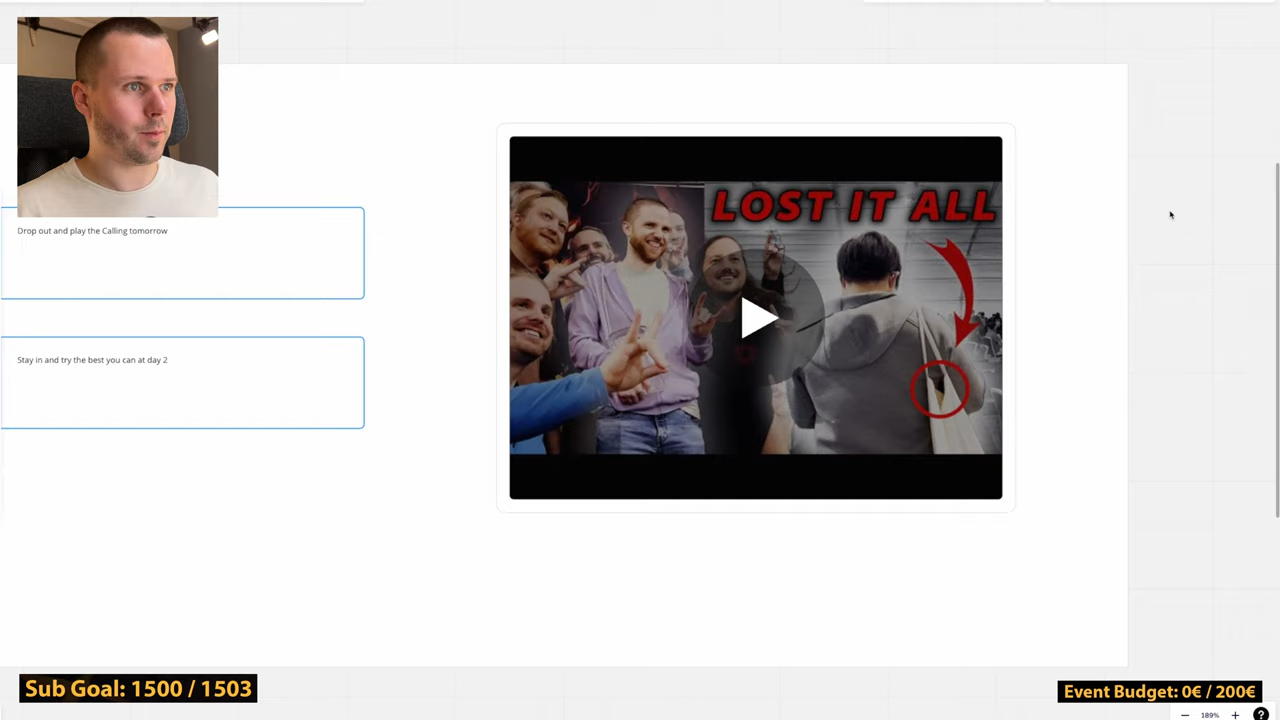 LOST IT ALL
Drop out and play the Calling tomorrow
Stay in and try the best you can at day 2
Sub Goal: 1500 / 1503
Event Budget: 0€ / 200€
189%
?